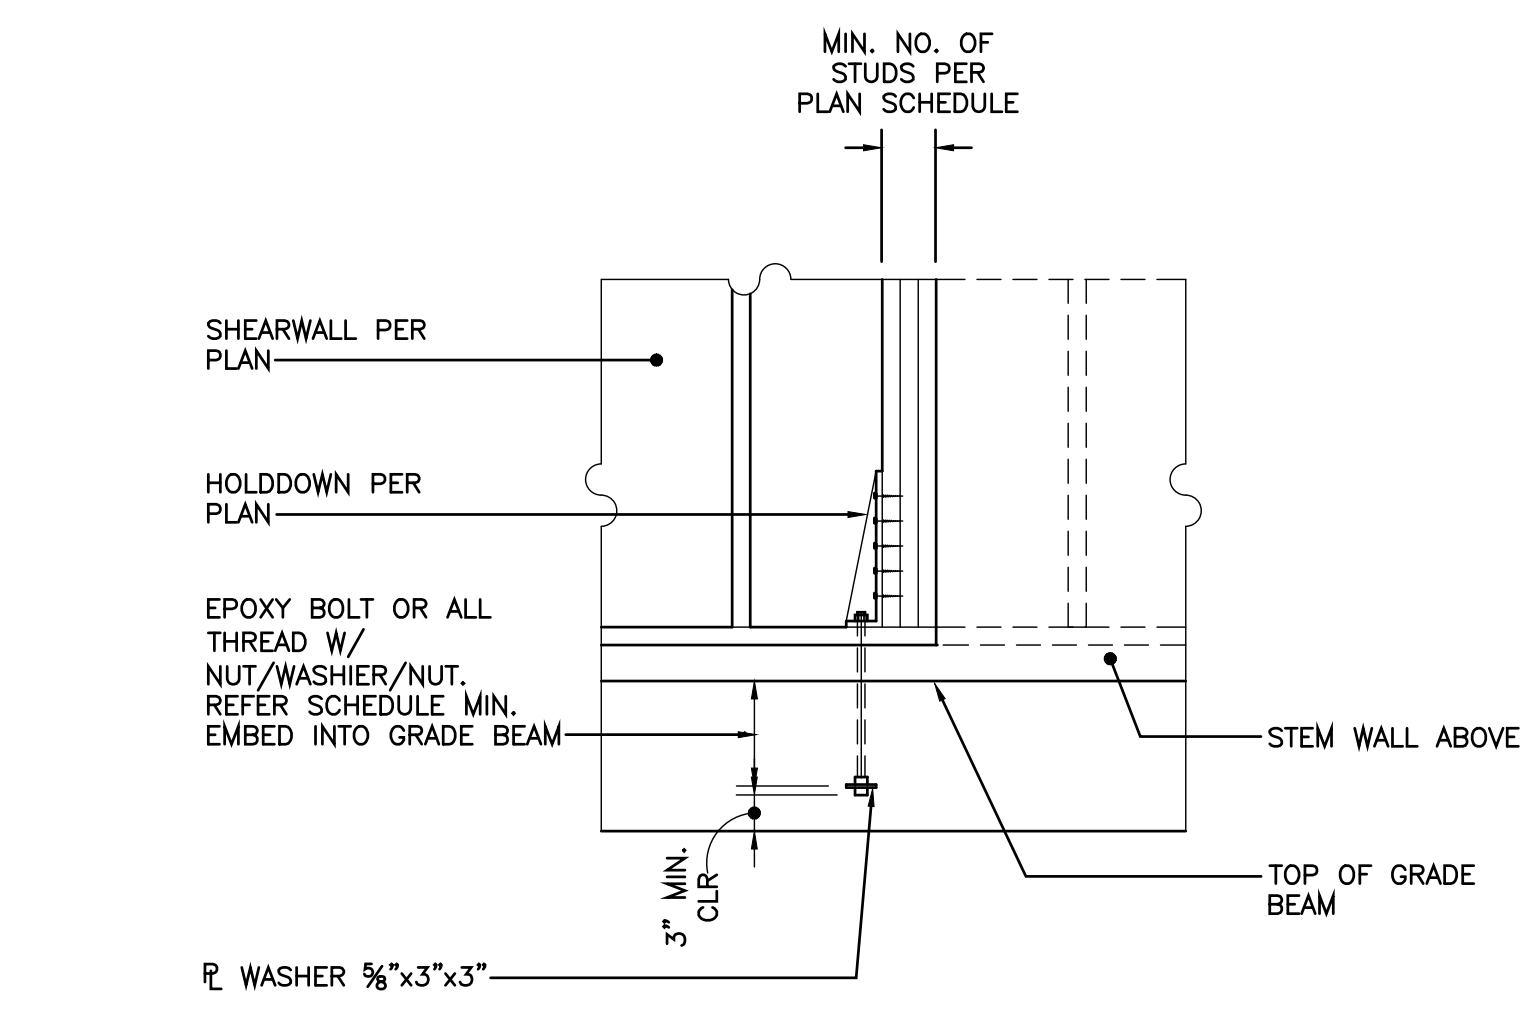 MIN. NO. OF
STUDS PER
PLAN SCHEDULE
SHEARWALL PER
PLAN
HOLDDOWN PER
PLAN
EPOXY BOLT OR ALL
THREAD W/
NUT/WASHIER/NUT.
REFER SCHEDULE MIN.
EMBED INTO GRADE BEAM
STEM WALL ABOVE
3" MIN.
CLR
TOP OF GRADE
BEAM
PL WASHER ⅝"x3"x3"